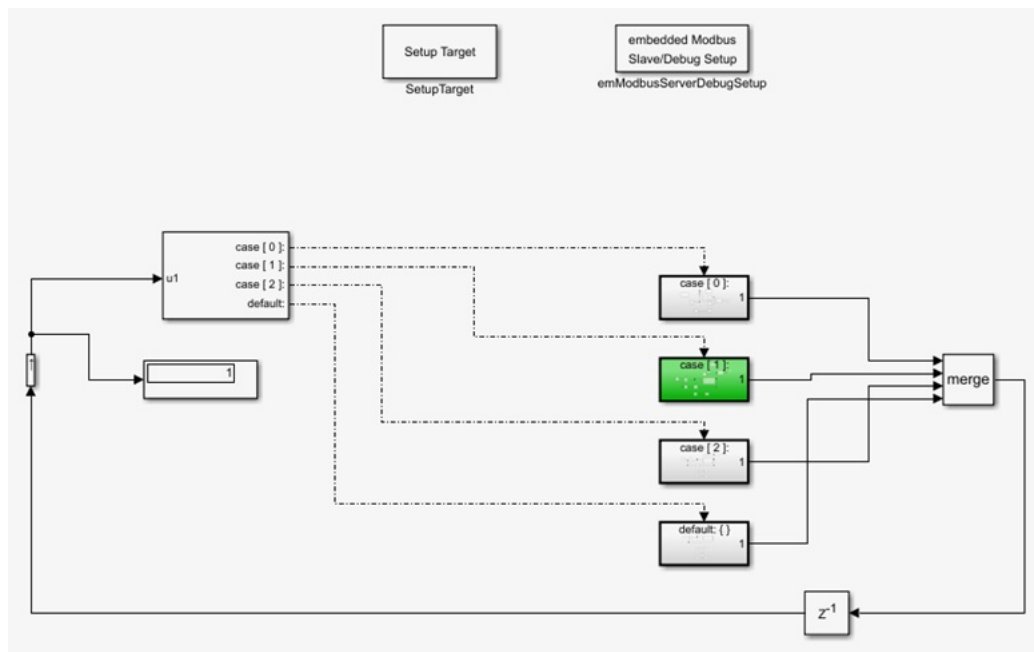 Setup Target
SetupTarget
embedded Modbus
Slave/Debug Setup
emModbusServerDebugSetup
u1
case [ 0 ]:
case [ 1 ]:
case [ 2 ]:
default:
1
case [ 0 ]:
1
case [ 1 ]:
1
case [ 2 ]:
1
default: { }
1
merge
z-1